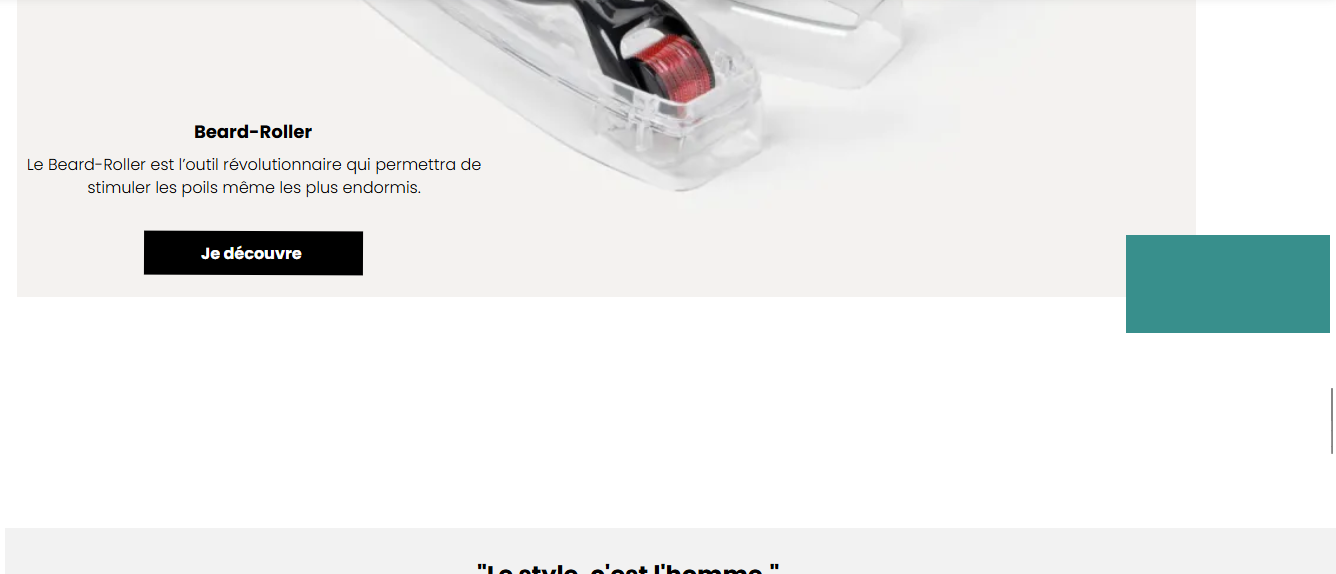 Beard-Roller
Le Beard-Roller est l’outil révolutionnaire qui permettra de
stimuler les poils même les plus endormis.
Je découvre
"Le style, c'est l'homme."